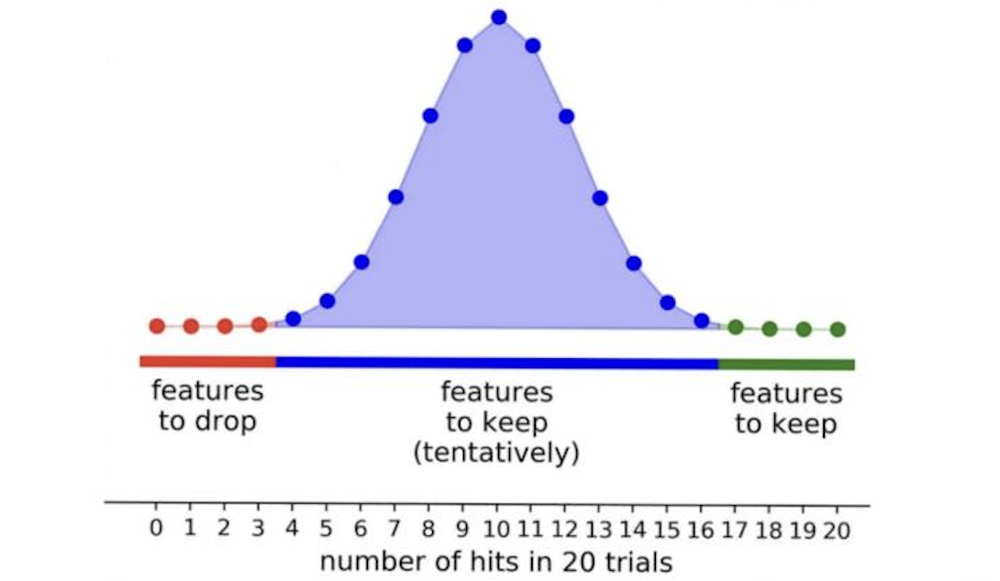 features
to drop
features
to keep
(tentatively)
features
to keep
0 1 2 3 4 5 6 7 8 9 10 11 12 13 14 15 16 17 18 19 20
number of hits in 20 trials